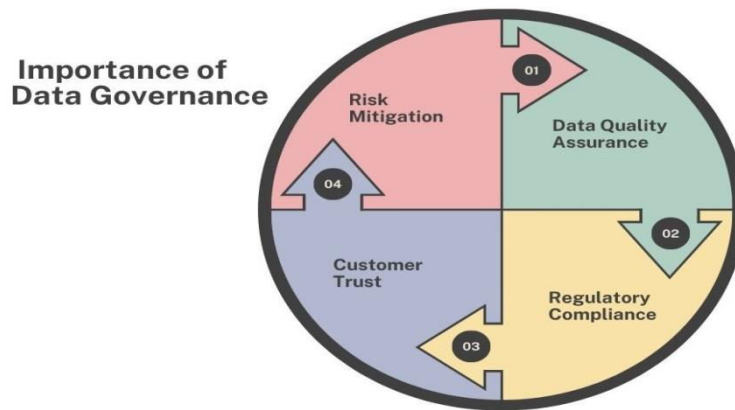 Importance of
Data Governance
01
Risk
Mitigation
Data Quality
Assurance
04
02
Customer
Trust
Regulatory
Compliance
03